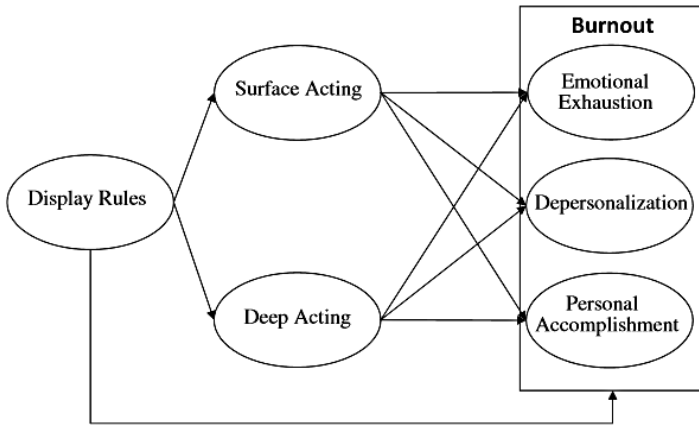 Burnout
Surface Acting
Emotional
Exhaustion
Display Rules
Depersonalization
Deep Acting
Personal
Accomplishment